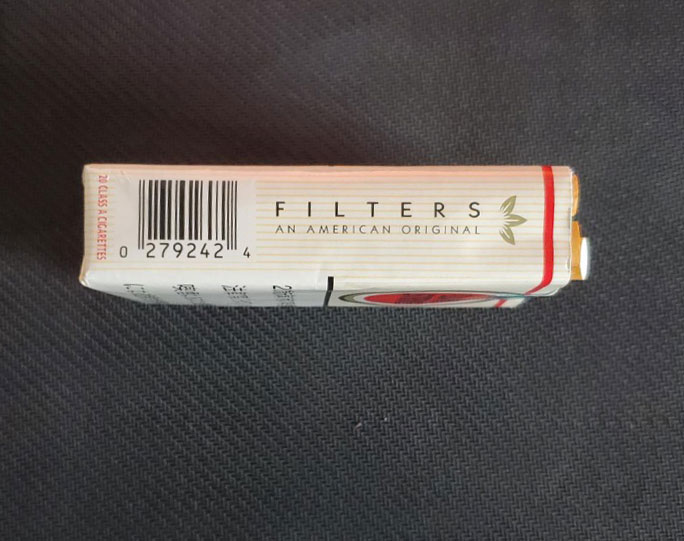 20 CLASS A CIGARETTES
0 279242 4
FILTERS
AN AMERICAN ORIGINAL